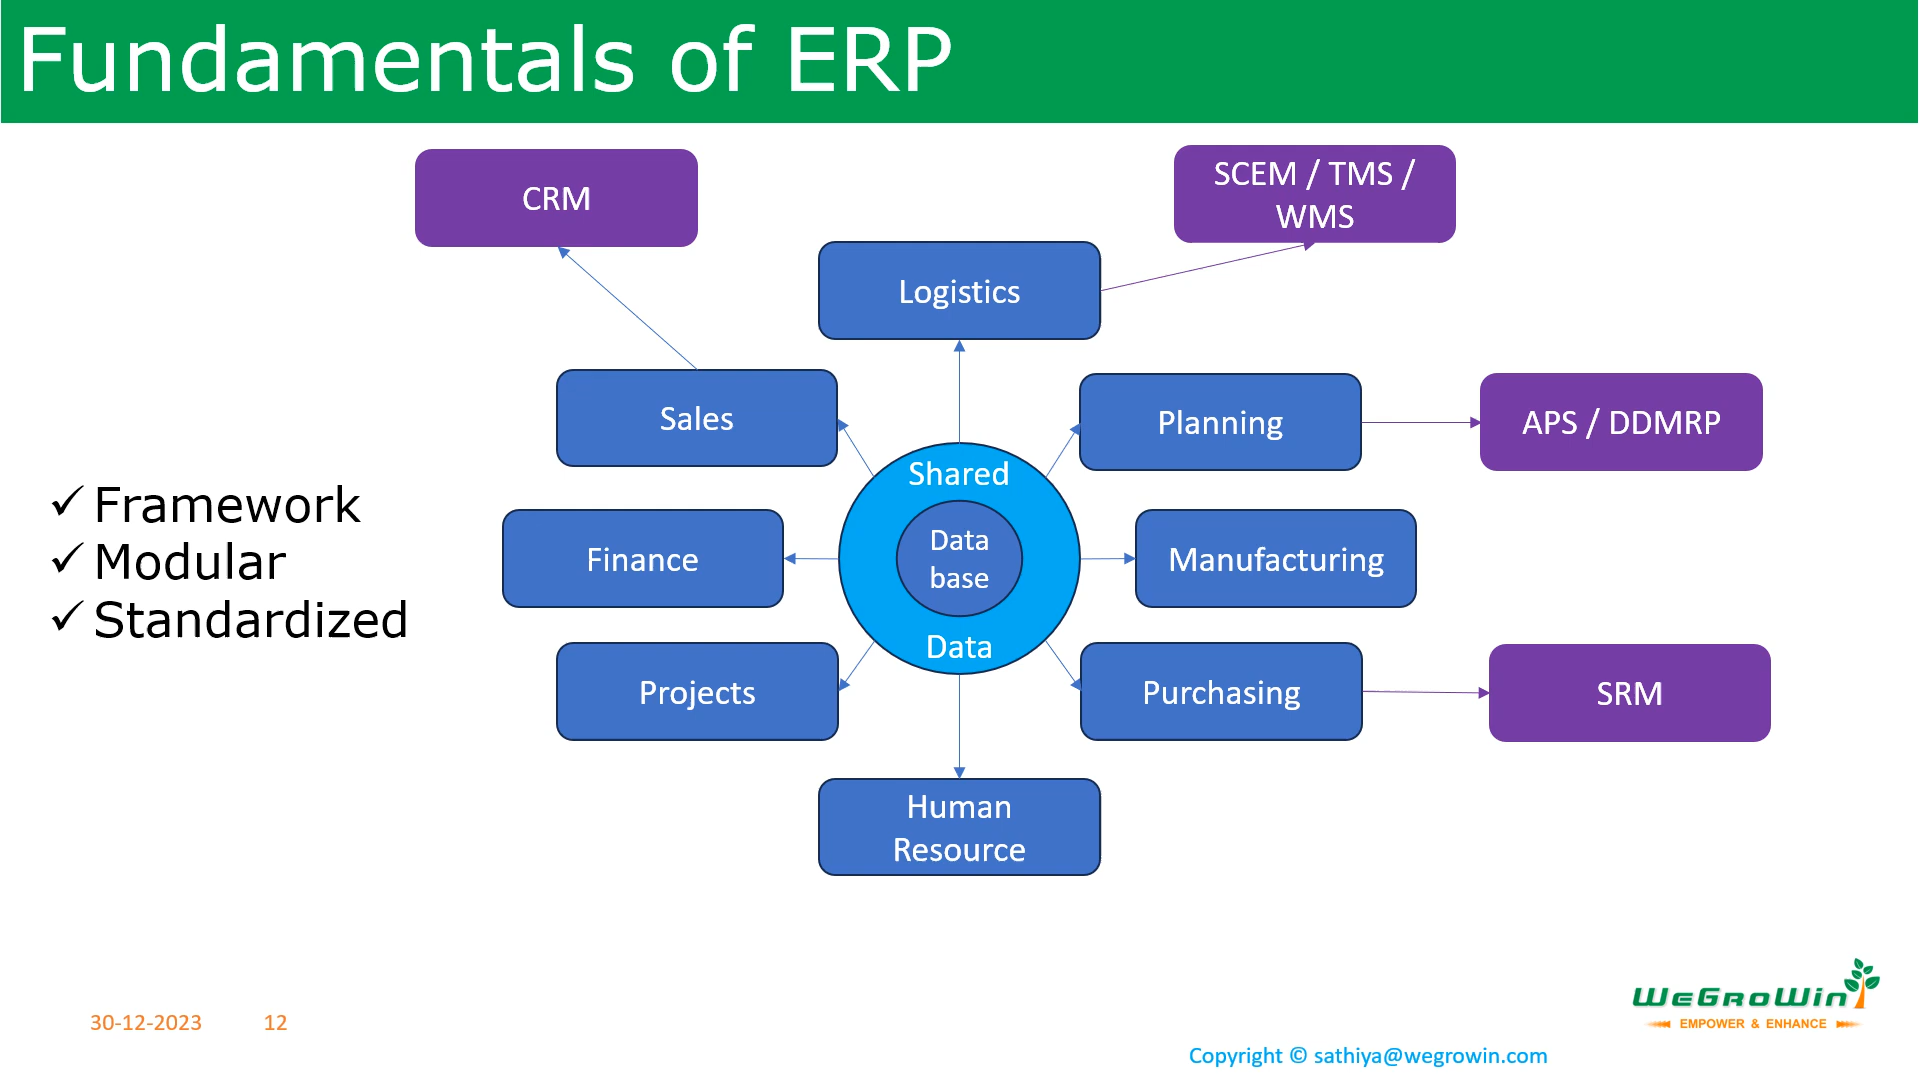 Fundamentals of ERP
CRM
SCEM / TMS /
WMS
Logistics
Sales
Planning
APS / DDMRP
✓ Framework
✓ Modular
✓ Standardized
Shared
Data
base
Data
Finance
Manufacturing
Projects
Purchasing
SRM
Human
Resource
30-12-2023
12
WeGroWin
EMPOWER & ENHANCE
Copyright © sathiya@wegrowin.com